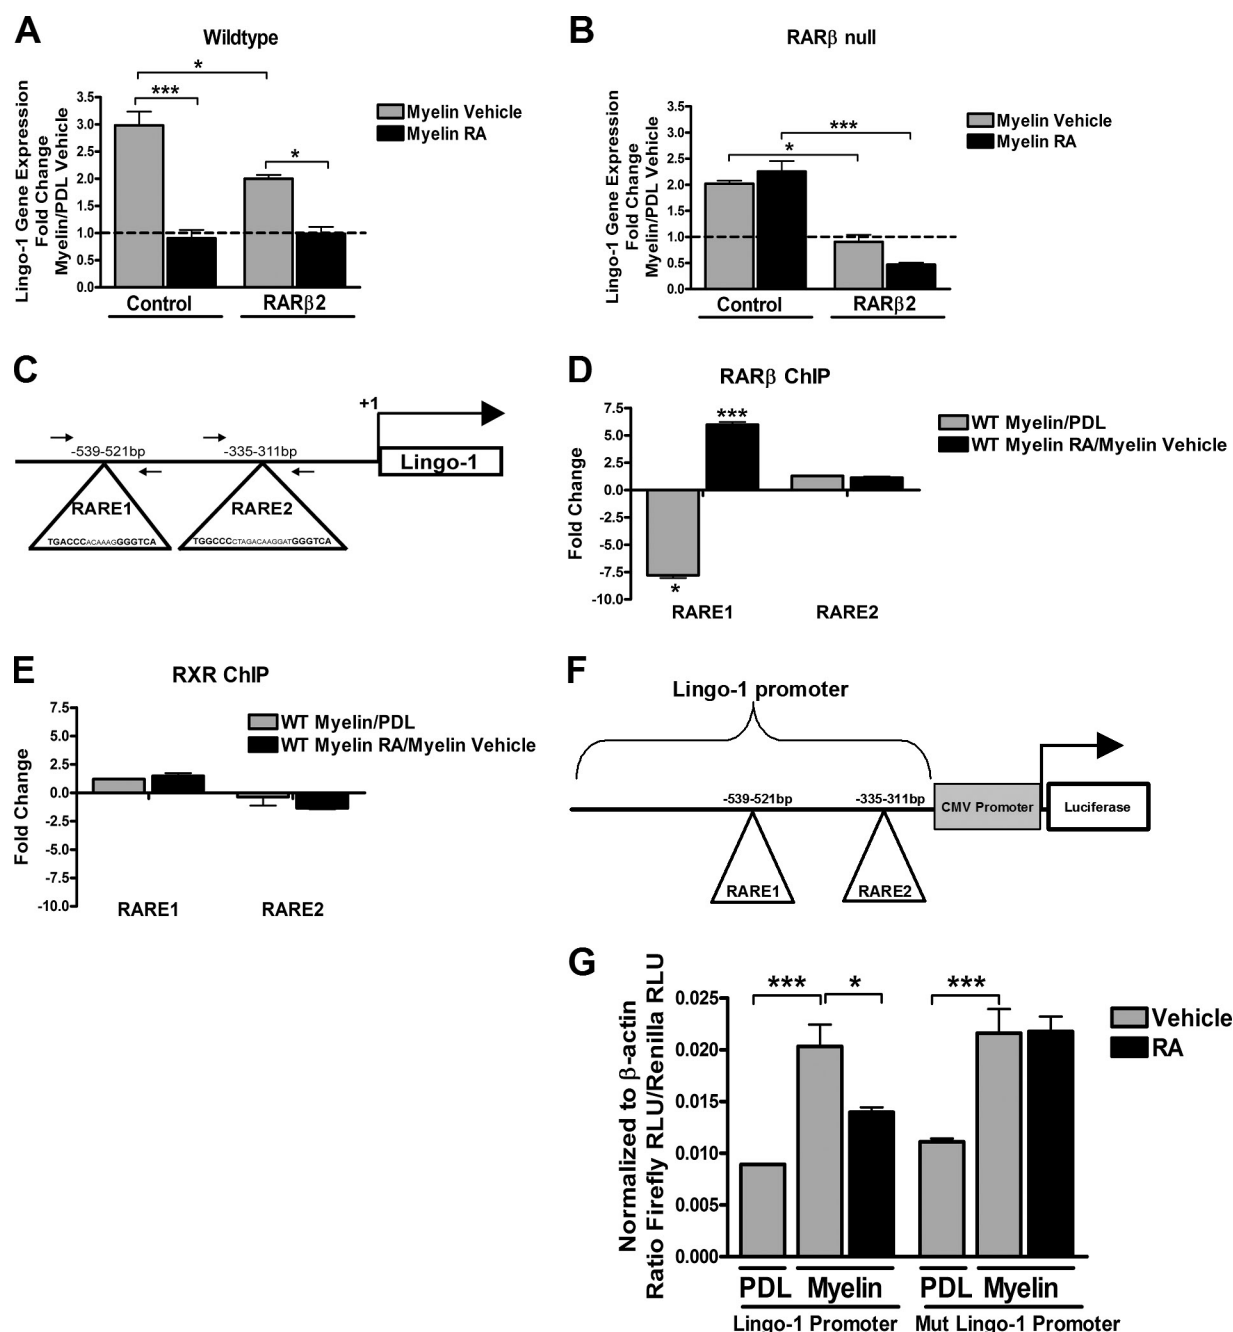 A
Wildtype
Lingo-1 Gene Expression
Fold Change
Myelin/PDL Vehicle
3.5
3.0
2.5
2.0
1.5
1.0
0.5
0.0
*
***
*
Myelin Vehicle
Myelin RA
Control
RARβ2
B
RARβ null
Lingo-1 Gene Expression
Fold Change
Myelin/PDL Vehicle
3.5
3.0
2.5
2.0
1.5
1.0
0.5
0.0
***
*
Myelin Vehicle
Myelin RA
Control
RARβ2
C
+1
-539-521bp
-335-311bp
Lingo-1
RARE1
RARE2
TGACCCACAAAGGGGTCA
TGGCCCCTAGACAAGGATGGGTCA
D
RARβ ChIP
Fold Change
7.5
5.0
2.5
0.0
-2.5
-5.0
-7.5
-10.0
***
*
WT Myelin/PDL
WT Myelin RA/Myelin Vehicle
RARE1
RARE2
E
RXR ChIP
Fold Change
7.5
5.0
2.5
0.0
-2.5
-5.0
-7.5
-10.0
WT Myelin/PDL
WT Myelin RA/Myelin Vehicle
RARE1
RARE2
F
Lingo-1 promoter
-539-521bp
-335-311bp
CMV Promoter
Luciferase
RARE1
RARE2
G
Normalized to β-actin
Ratio Firefly RLU/Renilla RLU
0.025
0.020
0.015
0.010
0.005
0.000
***
*
***
Vehicle
RA
PDL Myelin
PDL Myelin
Lingo-1 Promoter
Mut Lingo-1 Promoter